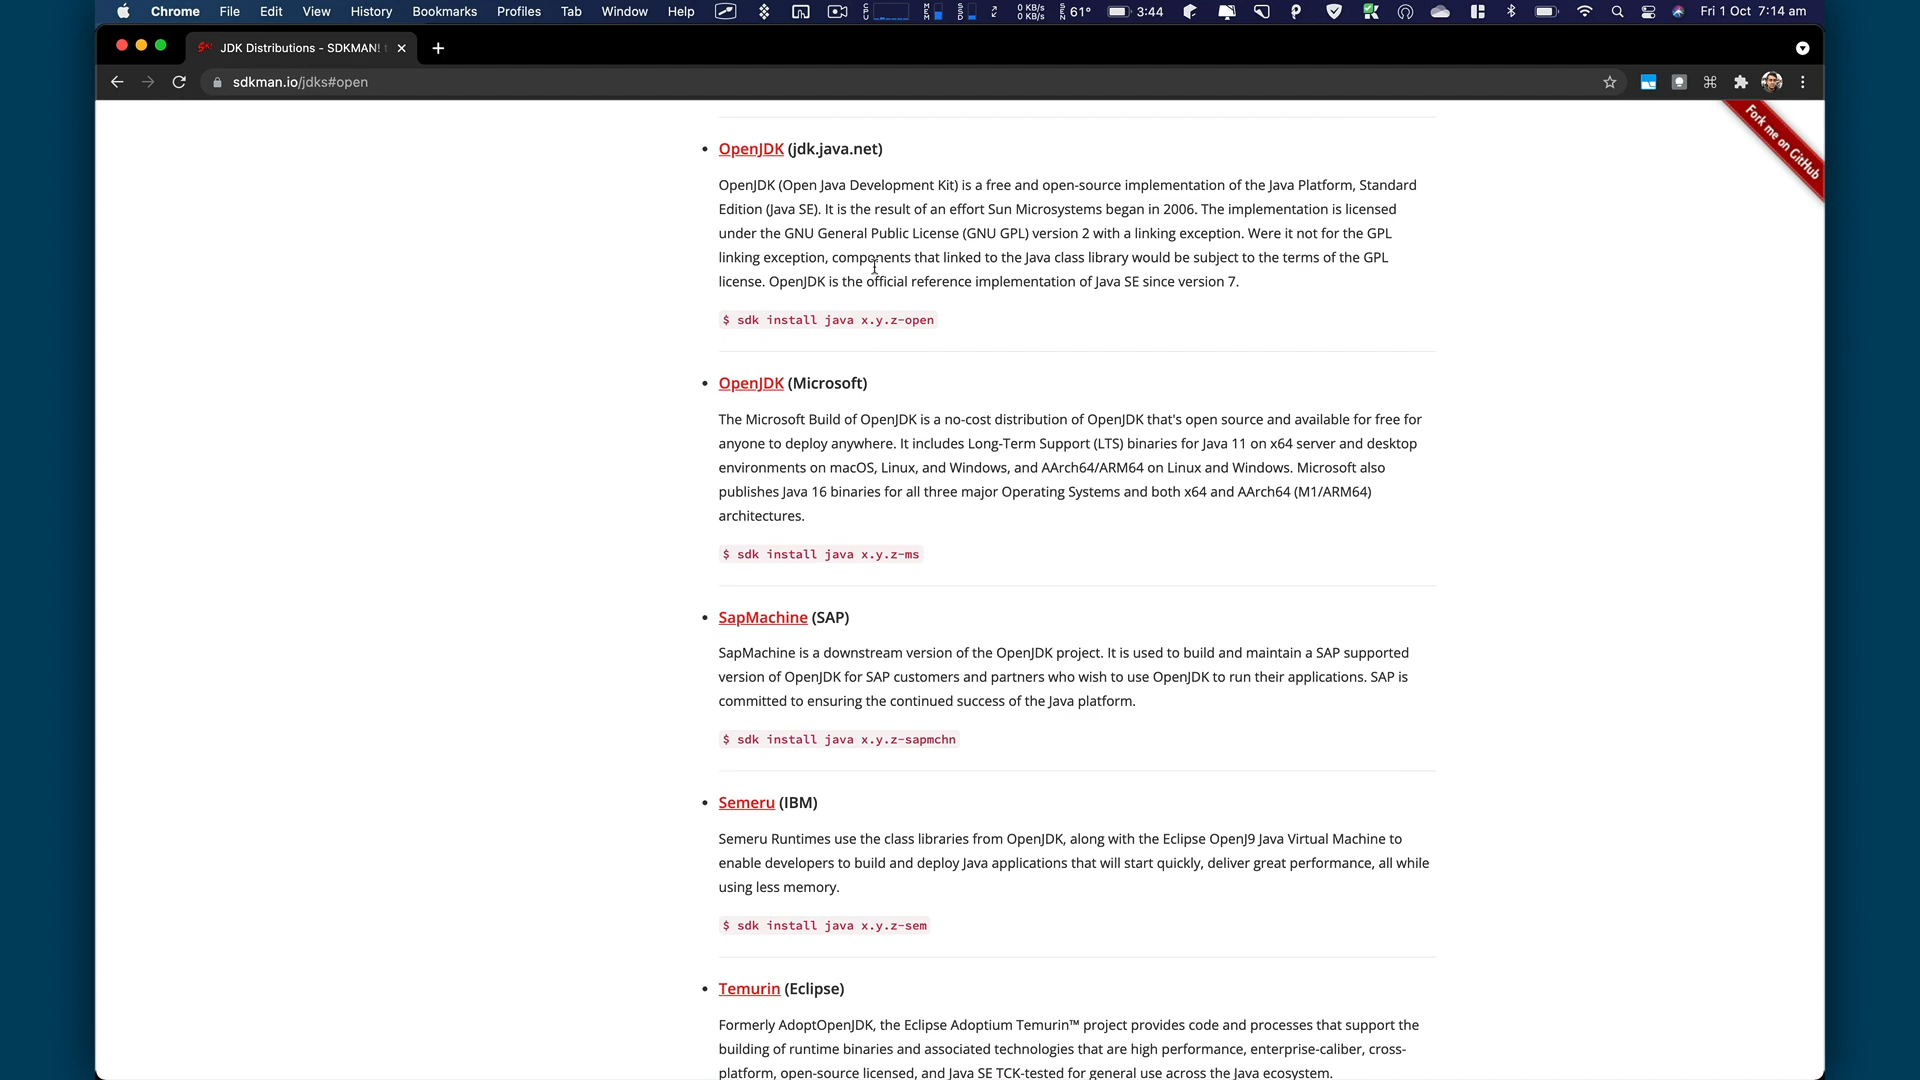 Chrome File Edit View History Bookmarks Profiles Tab Window Help 0 KB/s 0 KB/s 61° 3:44 Fri 1 Oct 7:14 am
JDK Distributions - SDKMAN!
sdkman.io/jdks#open
Fork me on GitHub
• OpenJDK (jdk.java.net)
OpenJDK (Open Java Development Kit) is a free and open-source implementation of the Java Platform, Standard
Edition (Java SE). It is the result of an effort Sun Microsystems began in 2006. The implementation is licensed
under the GNU General Public License (GNU GPL) version 2 with a linking exception. Were it not for the GPL
linking exception, components that linked to the Java class library would be subject to the terms of the GPL
license. OpenJDK is the official reference implementation of Java SE since version 7.
$ sdk install java x.y.z-open
• OpenJDK (Microsoft)
The Microsoft Build of OpenJDK is a no-cost distribution of OpenJDK that's open source and available for free for
anyone to deploy anywhere. It includes Long-Term Support (LTS) binaries for Java 11 on x64 server and desktop
environments on macOS, Linux, and Windows, and AArch64/ARM64 on Linux and Windows. Microsoft also
publishes Java 16 binaries for all three major Operating Systems and both x64 and AArch64 (M1/ARM64)
architectures.
$ sdk install java x.y.z-ms
• SapMachine (SAP)
SapMachine is a downstream version of the OpenJDK project. It is used to build and maintain a SAP supported
version of OpenJDK for SAP customers and partners who wish to use OpenJDK to run their applications. SAP is
committed to ensuring the continued success of the Java platform.
$ sdk install java x.y.z-sapmchn
• Semeru (IBM)
Semeru Runtimes use the class libraries from OpenJDK, along with the Eclipse OpenJ9 Java Virtual Machine to
enable developers to build and deploy Java applications that will start quickly, deliver great performance, all while
using less memory.
$ sdk install java x.y.z-sem
• Temurin (Eclipse)
Formerly AdoptOpenJDK, the Eclipse Adoptium Temurin™ project provides code and processes that support the
building of runtime binaries and associated technologies that are high performance, enterprise-caliber, cross-
platform, open-source licensed, and Java SE TCK-tested for general use across the Java ecosystem.